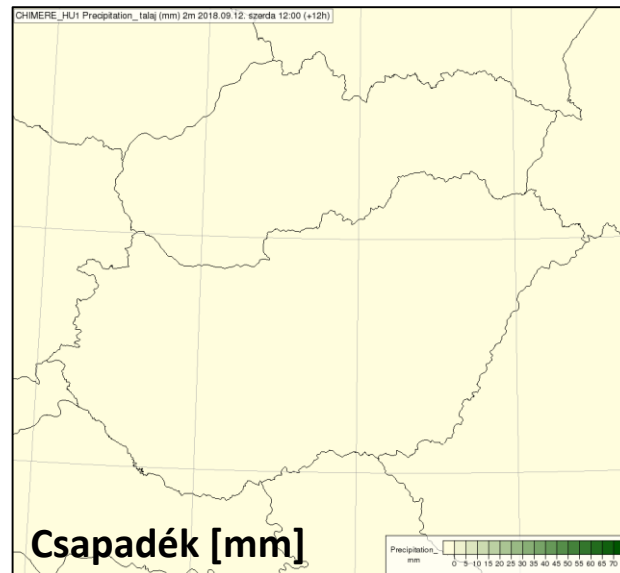 CHIMERE_HU1 Precipitation_ talaj (mm) 2m 2018.09.12. szerda 12:00 (+12h)
Csapadék [mm]
Precipitation_
mm
0 5 10 15 20 25 30 35 40 45 50 55 60 65 70